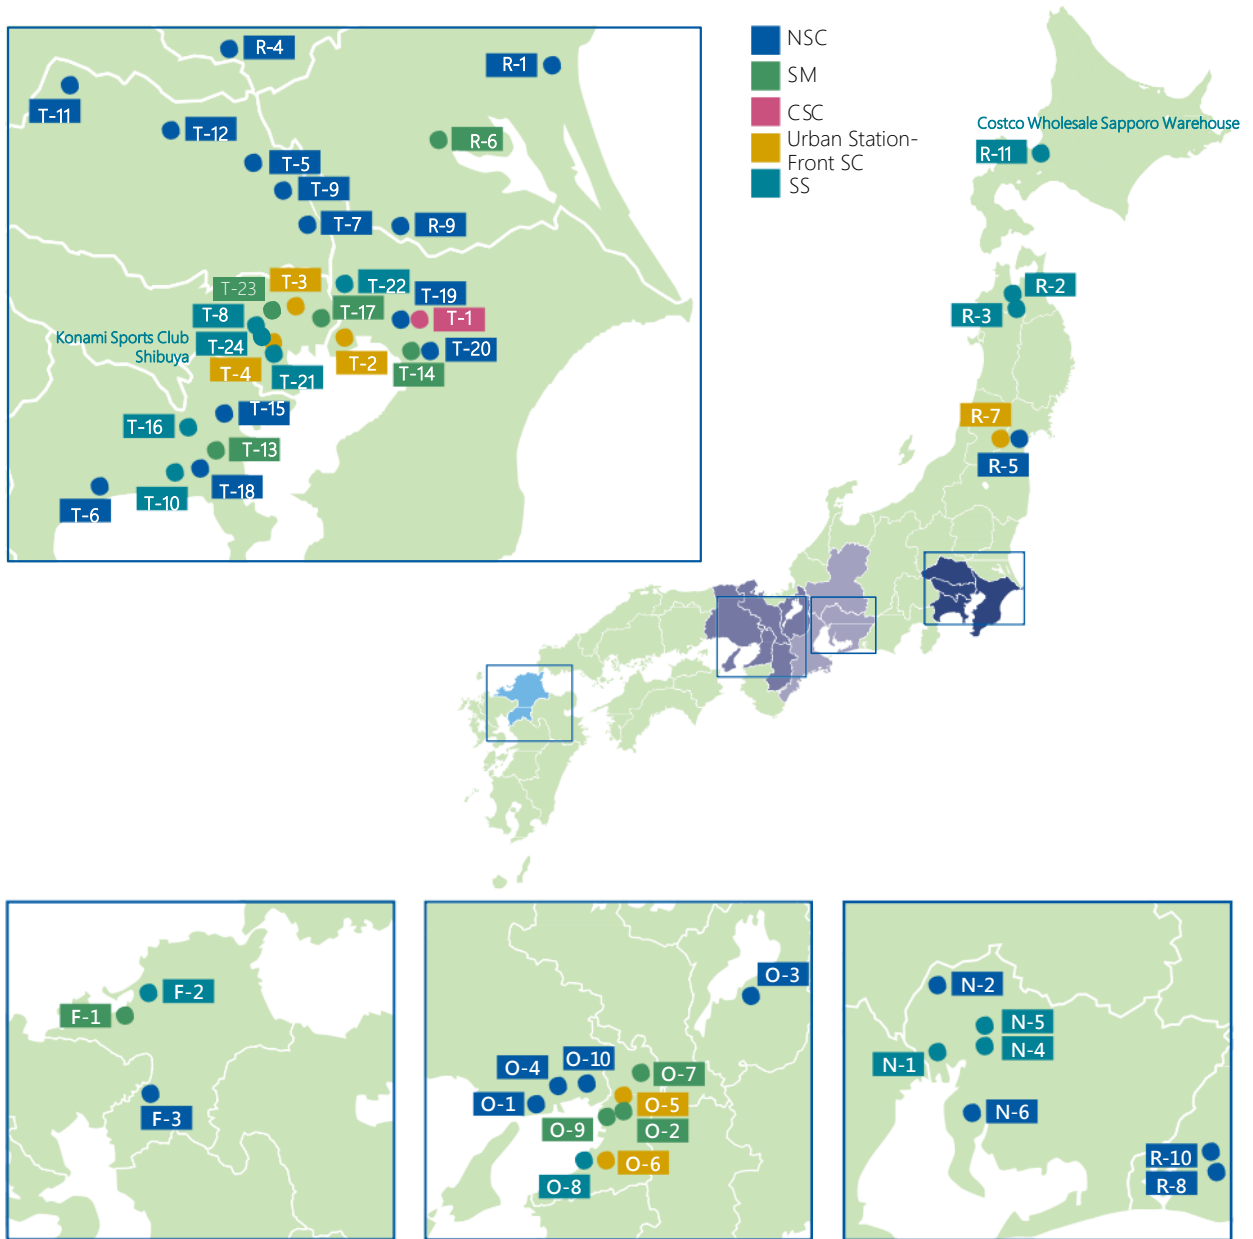 R-4
R-1
T-11
T-12
R-6
T-5
T-9
T-7
R-9
T-3
T-22
T-23
T-19
T-8
T-17
T-1
Konami Sports Club
Shibuya
T-24
T-20
T-4
T-2
T-21
T-14
T-15
T-16
T-13
T-18
T-10
T-6
NSC
SM
CSC
Urban Station-
Front SC
SS
Costco Wholesale Sapporo Warehouse
R-11
R-2
R-3
R-7
R-5
F-2
F-1
F-3
O-3
O-10
O-4
O-7
O-1
O-5
O-9
O-2
O-6
O-8
N-2
N-5
N-4
N-1
N-6
R-10
R-8